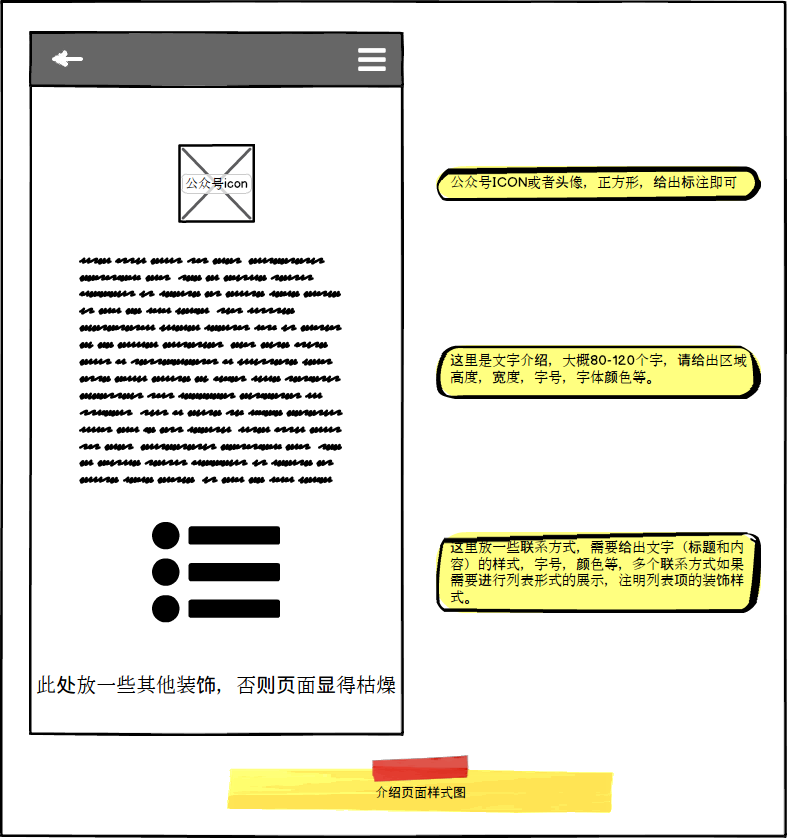 公众号icon
公众号ICON或者头像，正方形，给出标注即可
这里是文字介绍，大概80-120个字，请给出区域
高度，宽度，字号，字体颜色等。
这里放一些联系方式，需要给出文字（标题和内
容）的样式，字号，颜色等，多个联系方式如果
需要进行列表形式的展示，注明列表项的装饰样
式。
此处放一些其他装饰，否则页面显得枯燥
介绍页面样式图